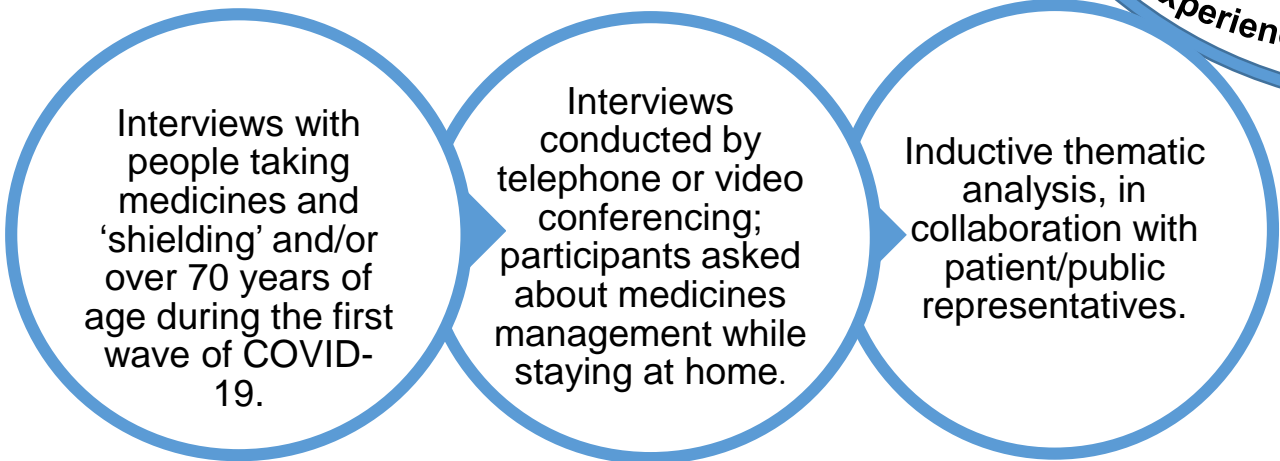 Interviews with
people taking
medicines and
‘shielding’ and/or
over 70 years of
age during the first
wave of COVID-
19.
Interviews
conducted by
telephone or video
conferencing;
participants asked
about medicines
management while
staying at home.
Inductive thematic
analysis, in
collaboration with
patient/public
representatives.